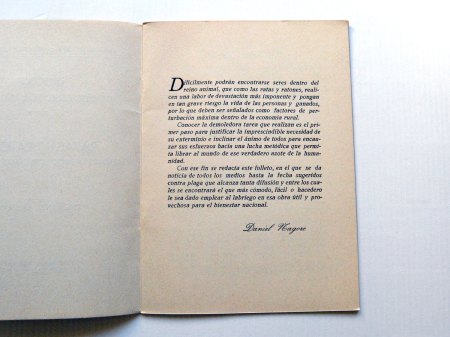 Difícilmente podrán encontrarse seres dentro del
reino animal, que como las ratas y ratones, reali-
cen una labor de devastación más imponente y pongan
en tan grave riesgo la vida de las personas y ganados,
por lo que deben ser señalados como factores de per-
turbación máxima dentro de la economía rural.
Conocer la demoledora tarea que realizan es el primer
paso para justificar la imprescindible necesidad de
su exterminio e inclinar el ánimo de todos para encau-
zar sus esfuerzos hacia una lucha metódica que permi-
ta librar al mundo de ese verdadero azote de la huma-
nidad.
Con ese fin se redacta este folleto, en el que se da
noticia de todos los medios hasta la fecha sugeridos
contra plaga que alcanza tanta difusión y entre los cua-
les se encontrará el que más cómodo, fácil o hacedero
le sea dado emplear al labriego en esa obra útil y pro-
vechosa para el bienestar nacional.
Daniel Nagore